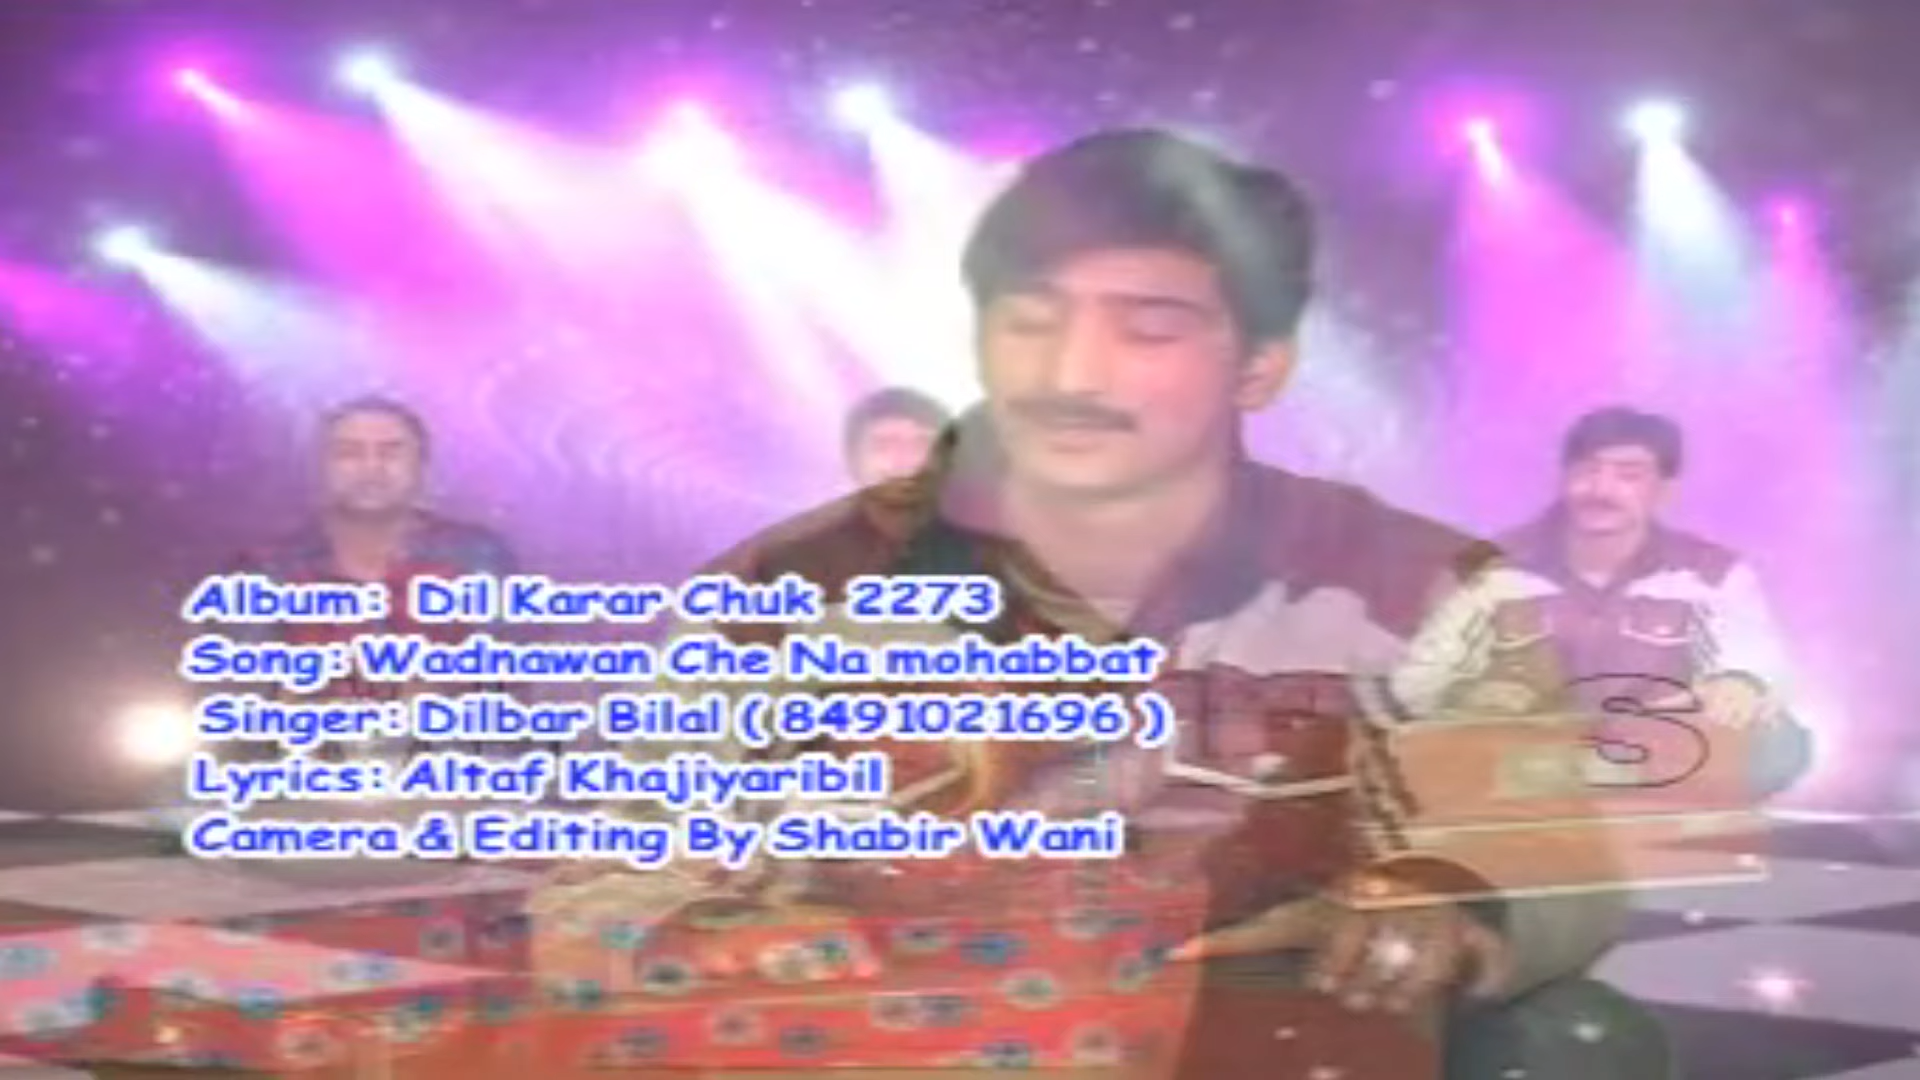 Album: Dil Karar Chuk 2273
Song: Wadnawan Che Na mohabbat
Singer: Dilbar Bilal ( 8491021696 )
Lyrics: Altaf Khajiyaribil
Camera & Editing By Shabir Wani
S